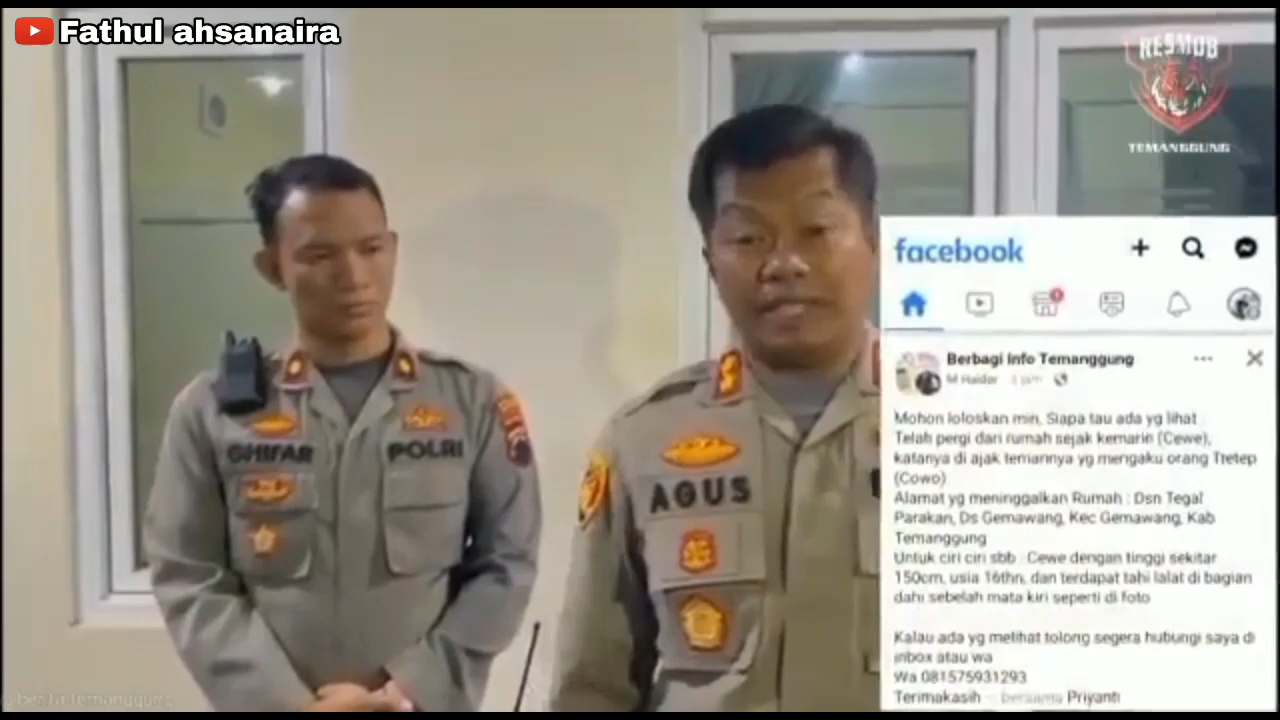 Fathul ahsanaira
RESMOB
TEMANGGUNG
GHIFAR
POLRI
AGUS
facebook
Berbagi Info Temanggung
M Haidar
Mohon loloskan min, Siapa tau ada yg lihat
Telah pergi dari rumah sejak kemarin (Cewe),
katanya di ajak temannya yg mengaku orang Tretep
(Cowo)
Alamat yg meninggalkan Rumah : Dsn Tegal
Parakan, Ds Gemawang, Kec Gemawang, Kab
Temanggung
Untuk ciri ciri sbb : Cewe dengan tinggi sekitar
150cm, usia 16thn, dan terdapat tahi lalat di bagian
dahi sebelah mata kiri seperti di foto
Kalau ada yg melihat tolong segera hubungi saya di
inbox atau wa
Wa 081575931293
Terimakasih — bersama Priyanti
berita temanggung